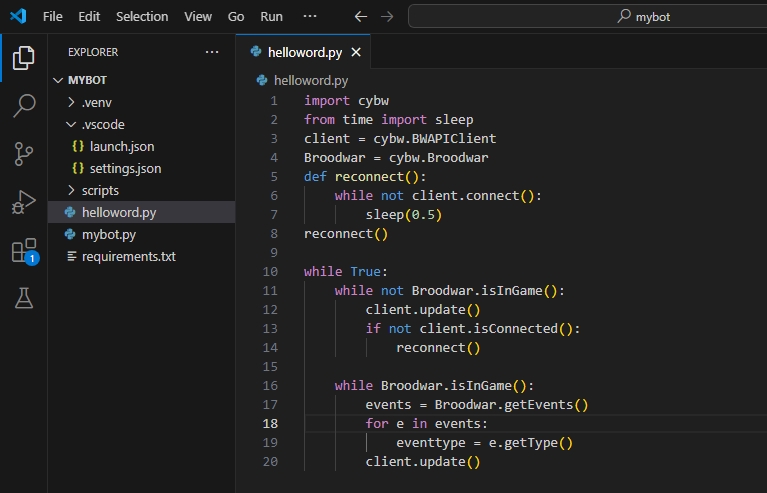 File Edit Selection View Go Run ··· ← → mybot
EXPLORER ···
MYBOT
.venv
.vscode
{} launch.json
{} settings.json
scripts
helloword.py
mybot.py
requirements.txt
1
helloword.py ×
helloword.py
1 import cybw
2 from time import sleep
3 client = cybw.BWAPIClient
4 Broodwar = cybw.Broodwar
5 def reconnect():
6     while not client.connect():
7         sleep(0.5)
8 reconnect()
9
10 while True:
11     while not Broodwar.isInGame():
12         client.update()
13         if not client.isConnected():
14             reconnect()
15
16     while Broodwar.isInGame():
17         events = Broodwar.getEvents()
18         for e in events:
19             eventtype = e.getType()
20         client.update()